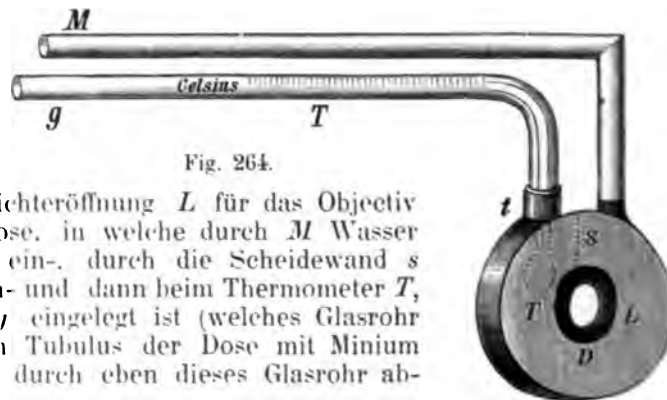 M
Celsius
g
T
Fig. 264.
t
s
T
L
D
ichteröffnung L für das Objectiv
ose, in welche durch M Wasser
ein-, durch die Scheidewand s
- und dann beim Thermometer T,
eingelegt ist (welches Glasrohr
Tubulus der Dose mit Minium
durch eben dieses Glasrohr ab-